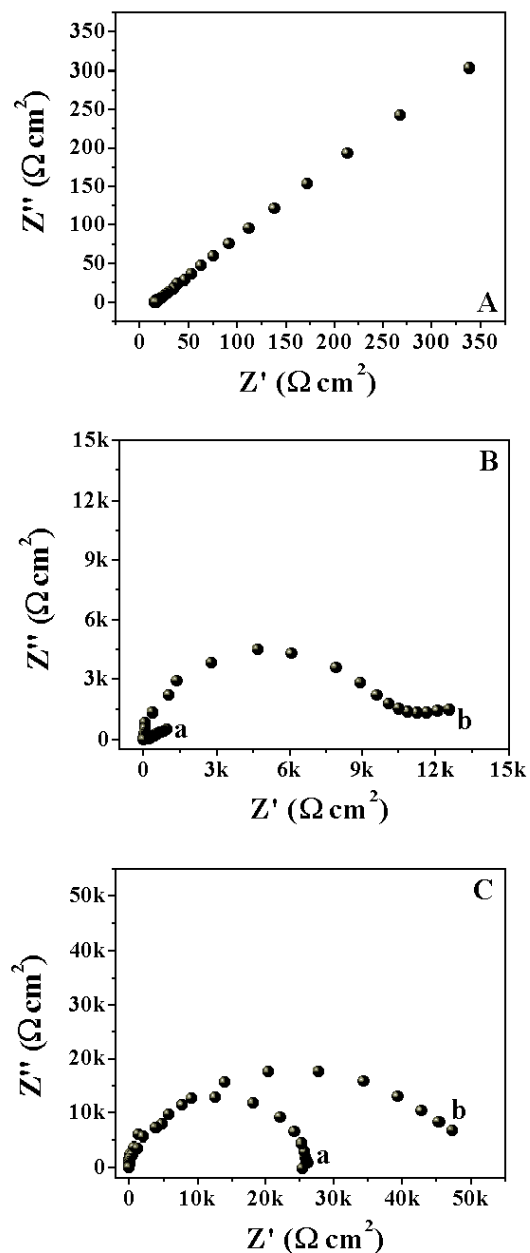 350
300
250
200
150
100
50
0
Z'' (Ω cm²)
A
0 50 100 150 200 250 300 350
Z' (Ω cm²)
15k
12k
9k
6k
3k
0
Z'' (Ω cm²)
B
a
b
0 3k 6k 9k 12k 15k
Z' (Ω cm²)
50k
40k
30k
20k
10k
0
Z'' (Ω cm²)
C
b
a
0 10k 20k 30k 40k 50k
Z' (Ω cm²)